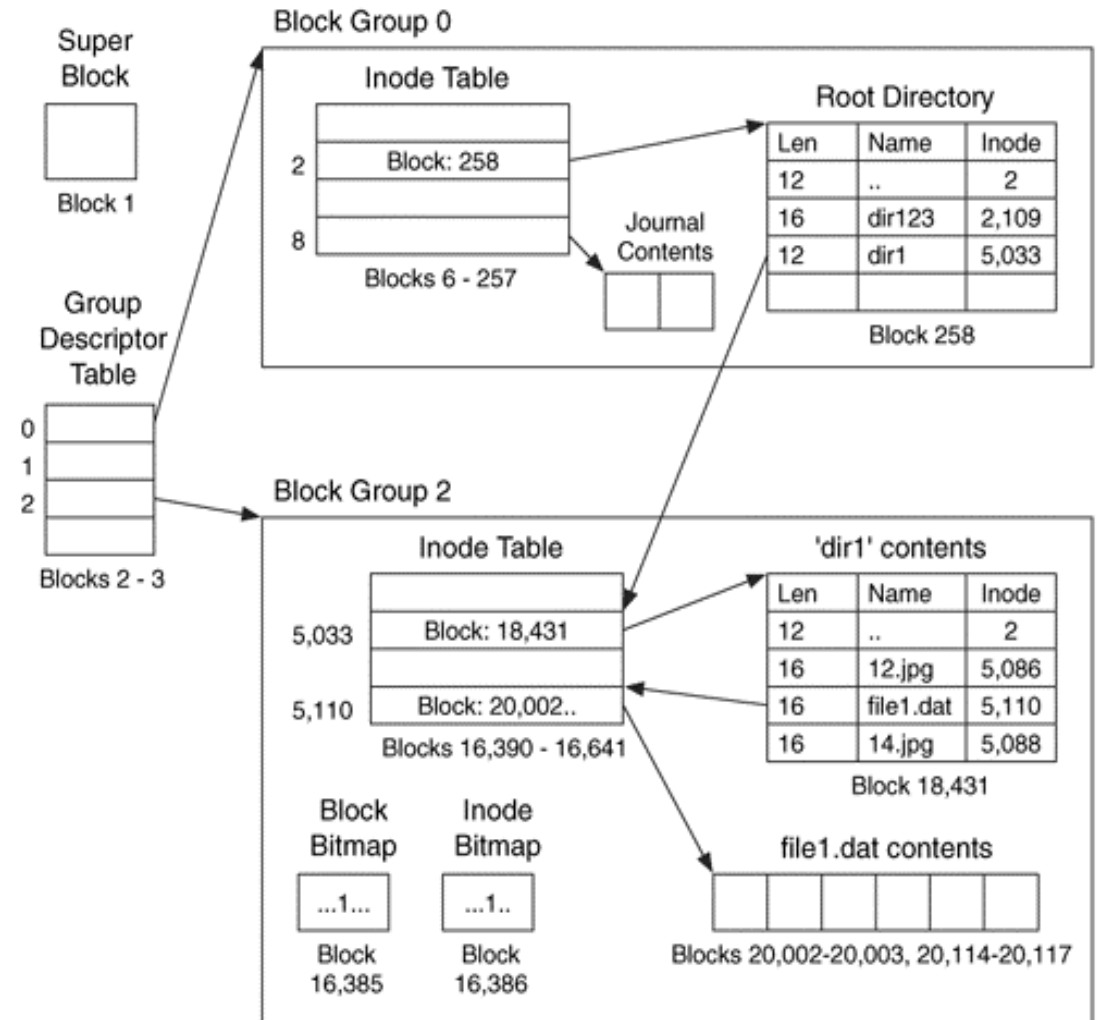 Super
Block
Block 1
Group
Descriptor
Table
0
1
2
Blocks 2 - 3
Block Group 0
Inode Table
2 Block: 258
8
Blocks 6 - 257
Journal
Contents
Root Directory
Len Name Inode
12 .. 2
16 dir123 2,109
12 dir1 5,033
Block 258
Block Group 2
Inode Table
5,033 Block: 18,431
5,110 Block: 20,002..
Blocks 16,390 - 16,641
'dir1' contents
Len Name Inode
12 .. 2
16 12.jpg 5,086
16 file1.dat 5,110
16 14.jpg 5,088
Block 18,431
Block
Bitmap
...1...
Block
16,385
Inode
Bitmap
...1..
Block
16,386
file1.dat contents
Blocks 20,002-20,003, 20,114-20,117